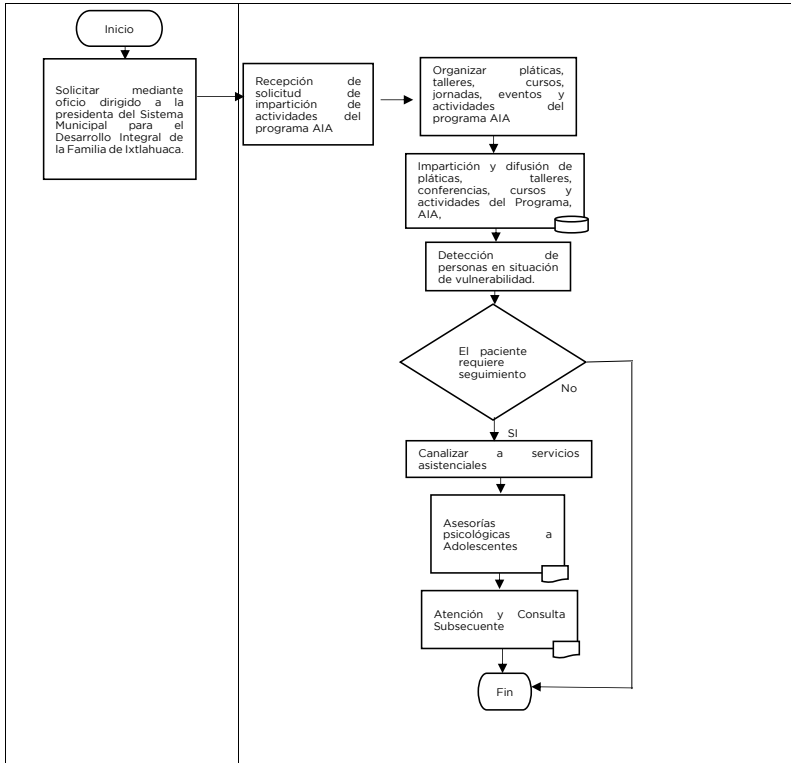 Inicio
Solicitar mediante
oficio dirigido a la
presidenta del Sistema
Municipal para el
Desarrollo Integral de
la Familia de Ixtlahuaca.
Recepción de
solicitud de
impartición de
actividades del
programa AIA
Organizar pláticas,
talleres, cursos,
jornadas, eventos y
actividades del
programa AIA
Impartición y difusión de
pláticas, talleres,
conferencias, cursos y
actividades del Programa,
AIA,
Detección de
personas en situación
de vulnerabilidad.
El paciente
requiere
seguimiento
No
SI
Canalizar a servicios
asistenciales
Asesorías
psicológicas a
Adolescentes
Atención y Consulta
Subsecuente
Fin